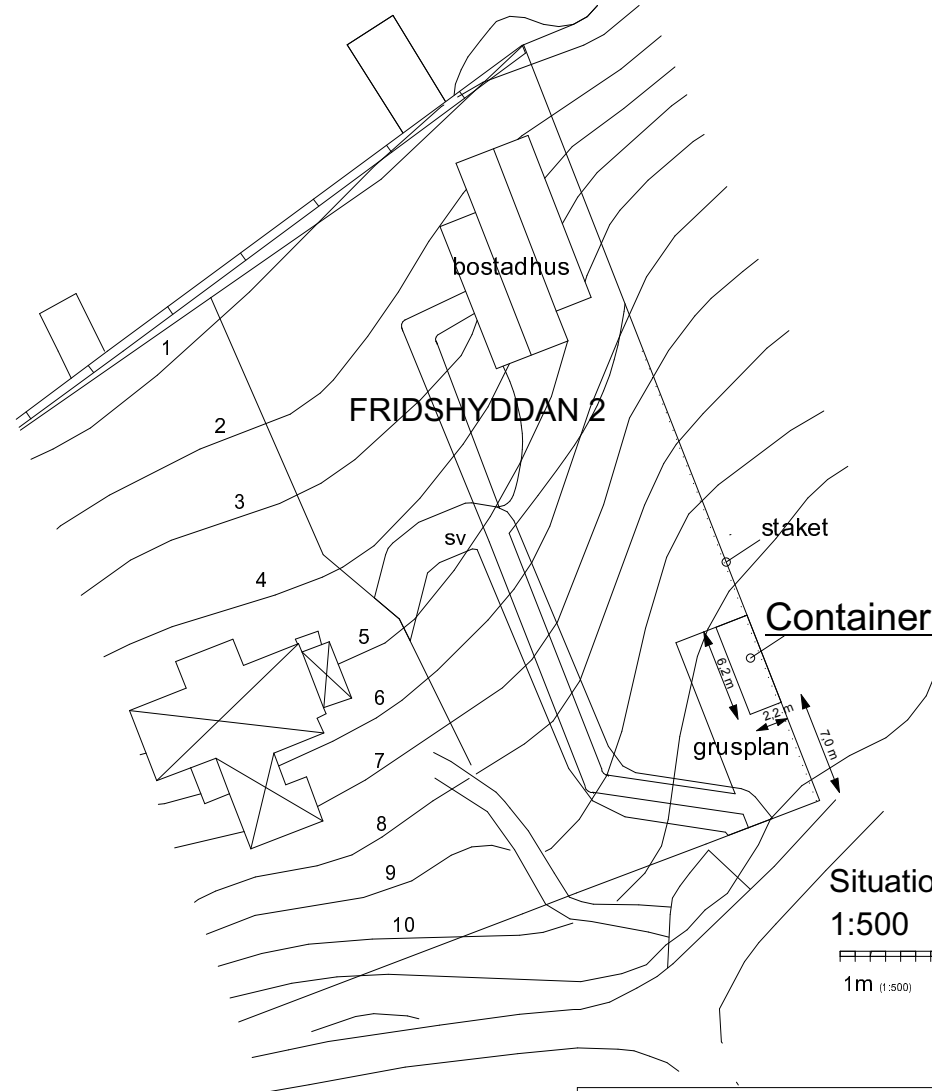 bostadhus
1
FRIDSHYDDAN 2
2
3
staket
sv
4
Container
5
6,2 m
6
2,2 m
7,0 m
grusplan
7
8
9
Situatio
1:500
10
1m (1:500)